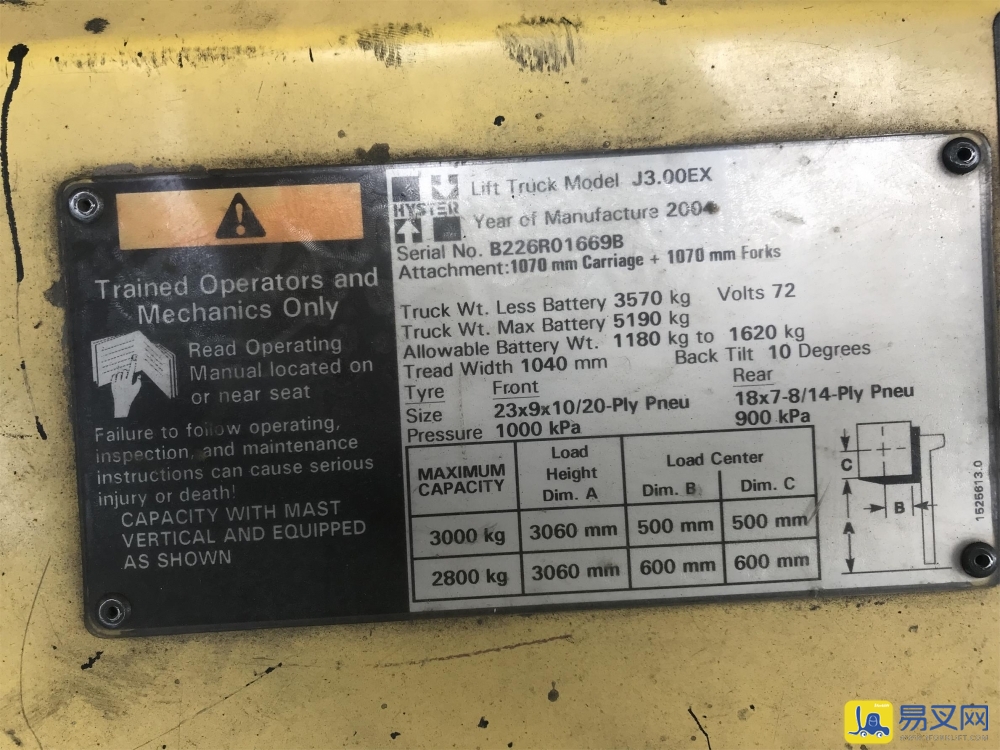 Trained Operators and
Mechanics Only
Read Operating
Manual located on
or near seat
Failure to follow operating,
inspection, and maintenance
instructions can cause serious
injury or death!
CAPACITY WITH MAST
VERTICAL AND EQUIPPED
AS SHOWN
HYSTER
Lift Truck Model J3.00EX
Year of Manufacture 2004
Serial No. B226R01669B
Attachment: 1070 mm Carriage + 1070 mm Forks
Truck Wt. Less Battery 3570 kg Volts 72
Truck Wt. Max Battery 5190 kg
Allowable Battery Wt. 1180 kg to 1620 kg
Tread Width 1040 mm Back Tilt 10 Degrees
Tyre Front Rear
Size 23x9x10/20-Ply Pneu 18x7-8/14-Ply Pneu
Pressure 1000 kPa 900 kPa
MAXIMUM CAPACITY Load Height Dim. A Load Center Dim. B Dim. C
3000 kg 3060 mm 500 mm 500 mm
2800 kg 3060 mm 600 mm 600 mm
C
B
A
1525613.0
易叉网